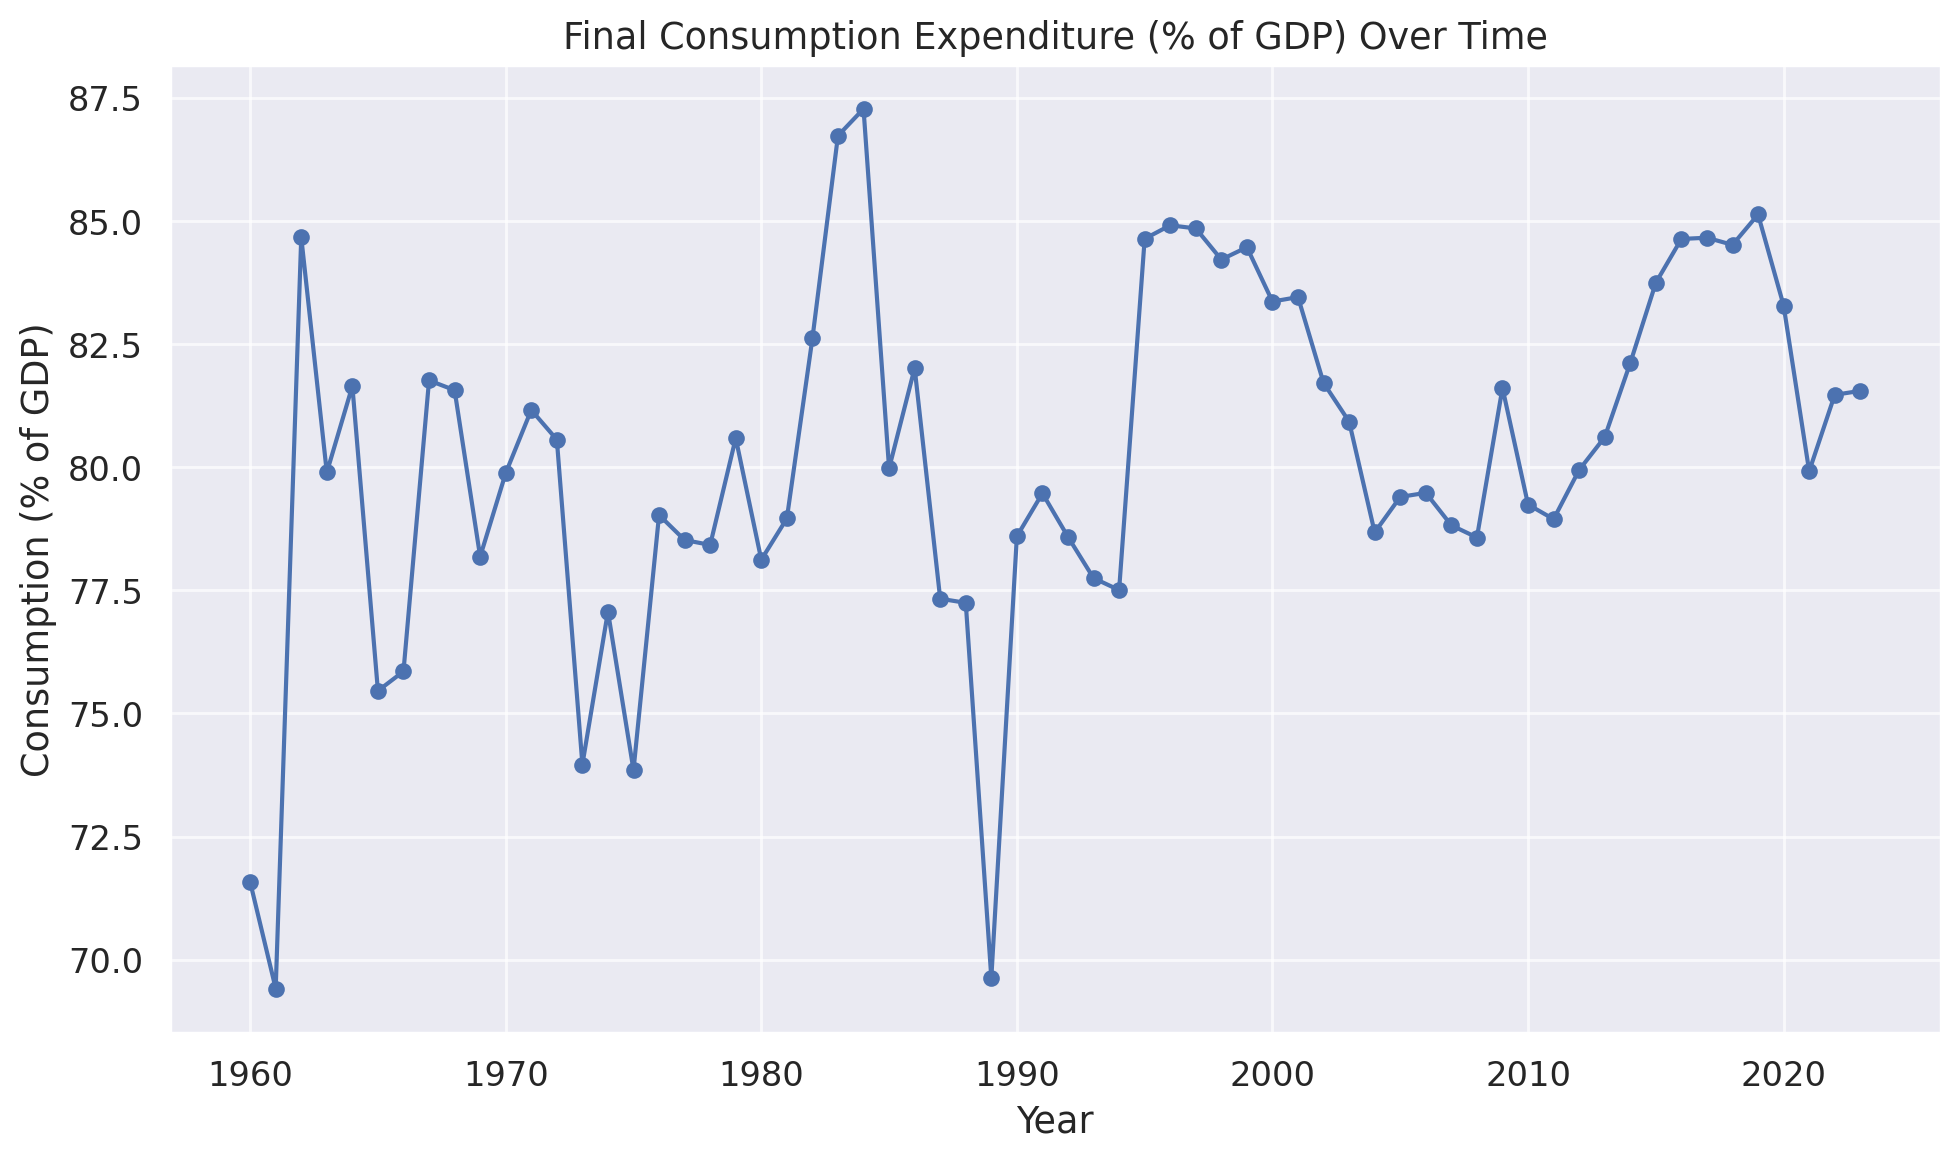 Final Consumption Expenditure (% of GDP) Over Time
Consumption (% of GDP)
87.5
85.0
82.5
80.0
77.5
75.0
72.5
70.0
1960 1970 1980 1990 2000 2010 2020
Year